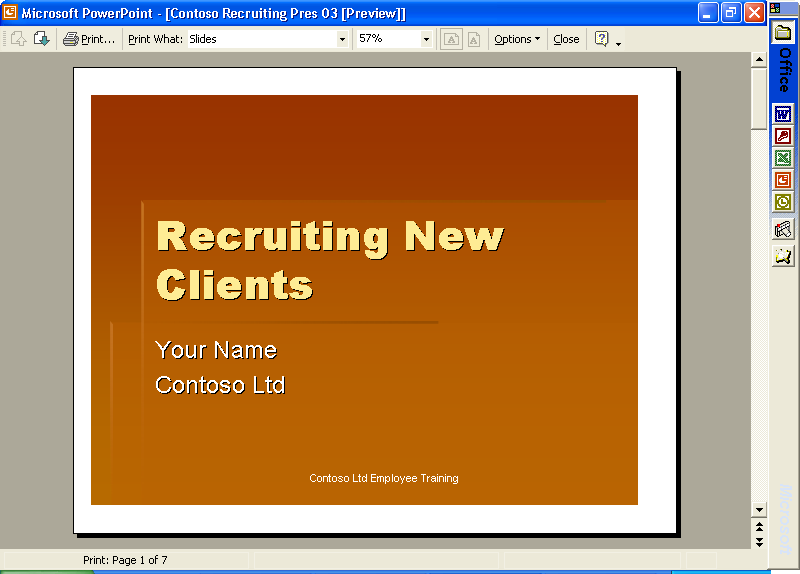 Microsoft PowerPoint - [Contoso Recruiting Pres 03 [Preview]]
Print... Print What: Slides 57% Options Close
Office
Recruiting New
Clients
Your Name
Contoso Ltd
Contoso Ltd Employee Training
Microsoft
Print: Page 1 of 7